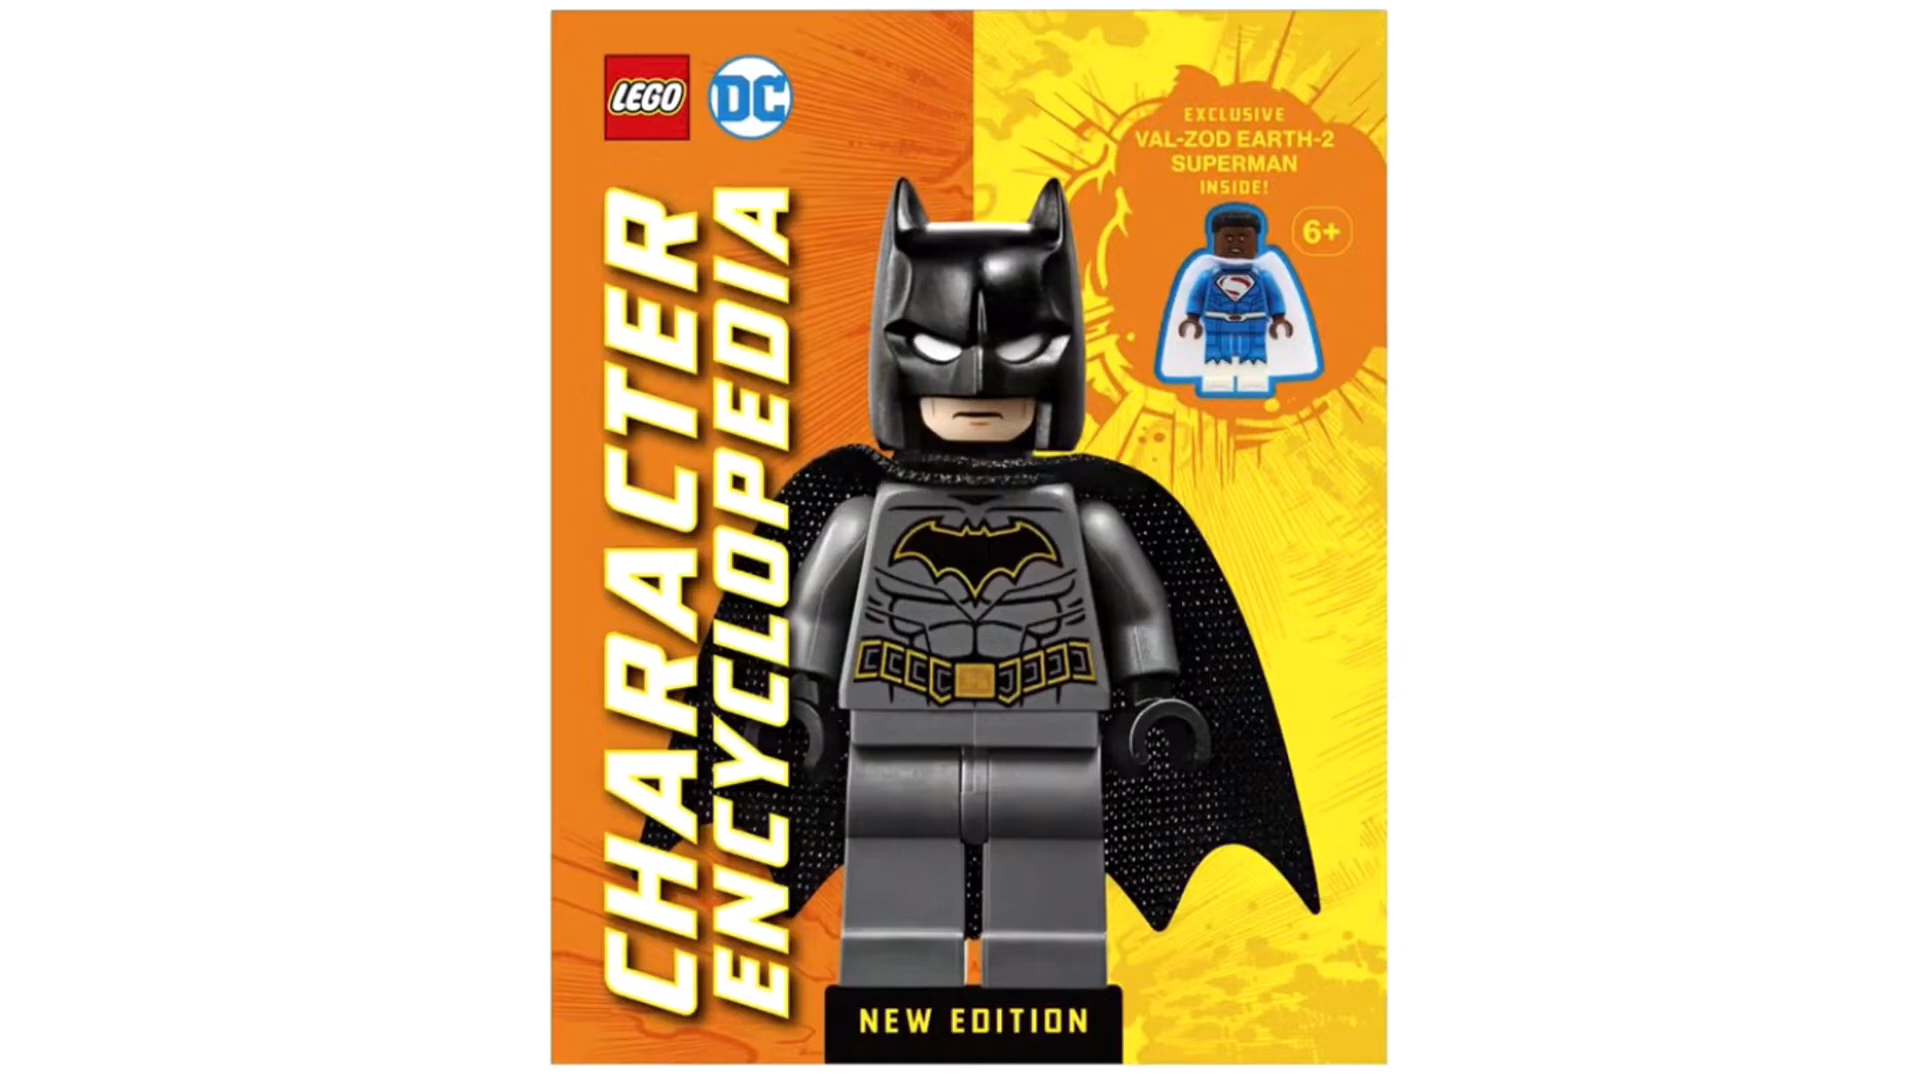 LEGO
DC
CHARACTER
ENCYCLOPEDIA
EXCLUSIVE
VAL-ZOD EARTH-2
SUPERMAN
INSIDE!
6+
NEW EDITION